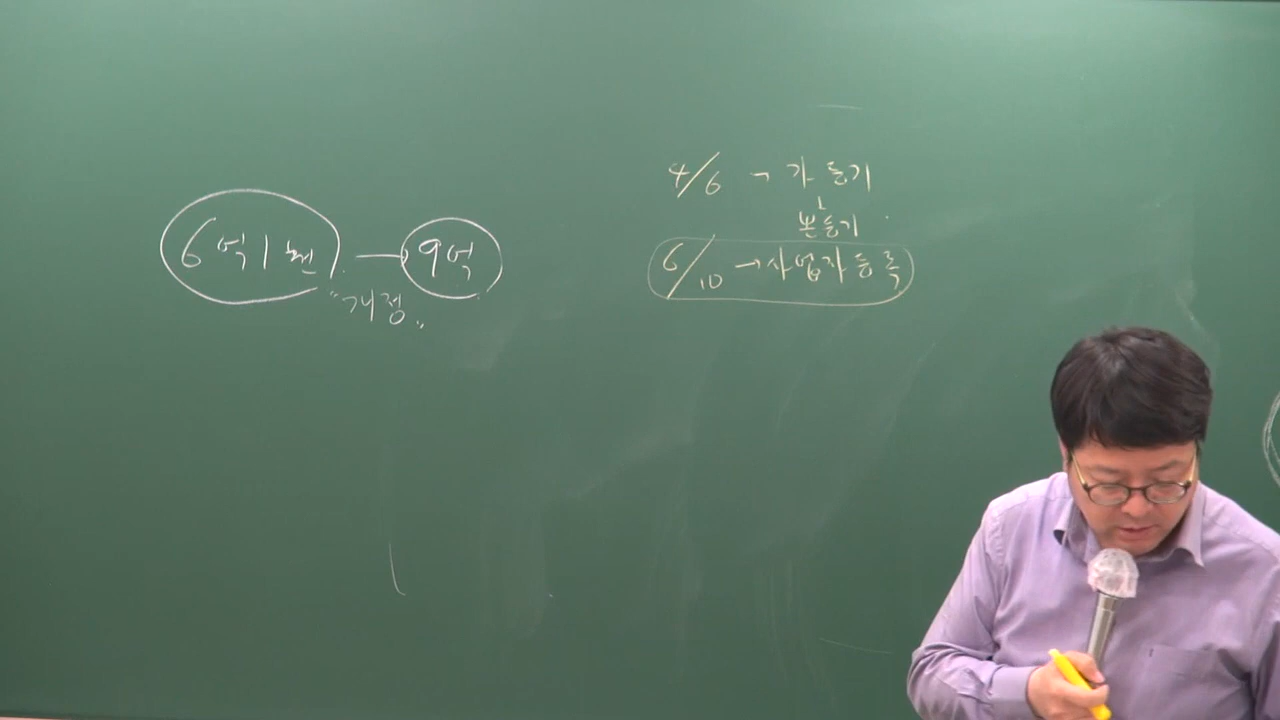 6억1천 — 9억
"개정"
4/6 → 가등기
↓
본등기
6/10 → 사업자등록